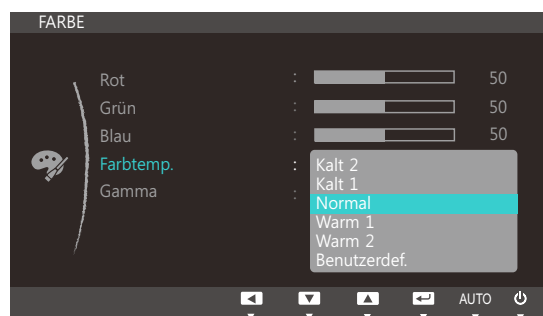 FARBE
Rot : 50
Grün : 50
Blau : 50
Farbtemp. : Kalt 2
Kalt 1
Gamma : Normal
Warm 1
Warm 2
Benutzerdef.
AUTO